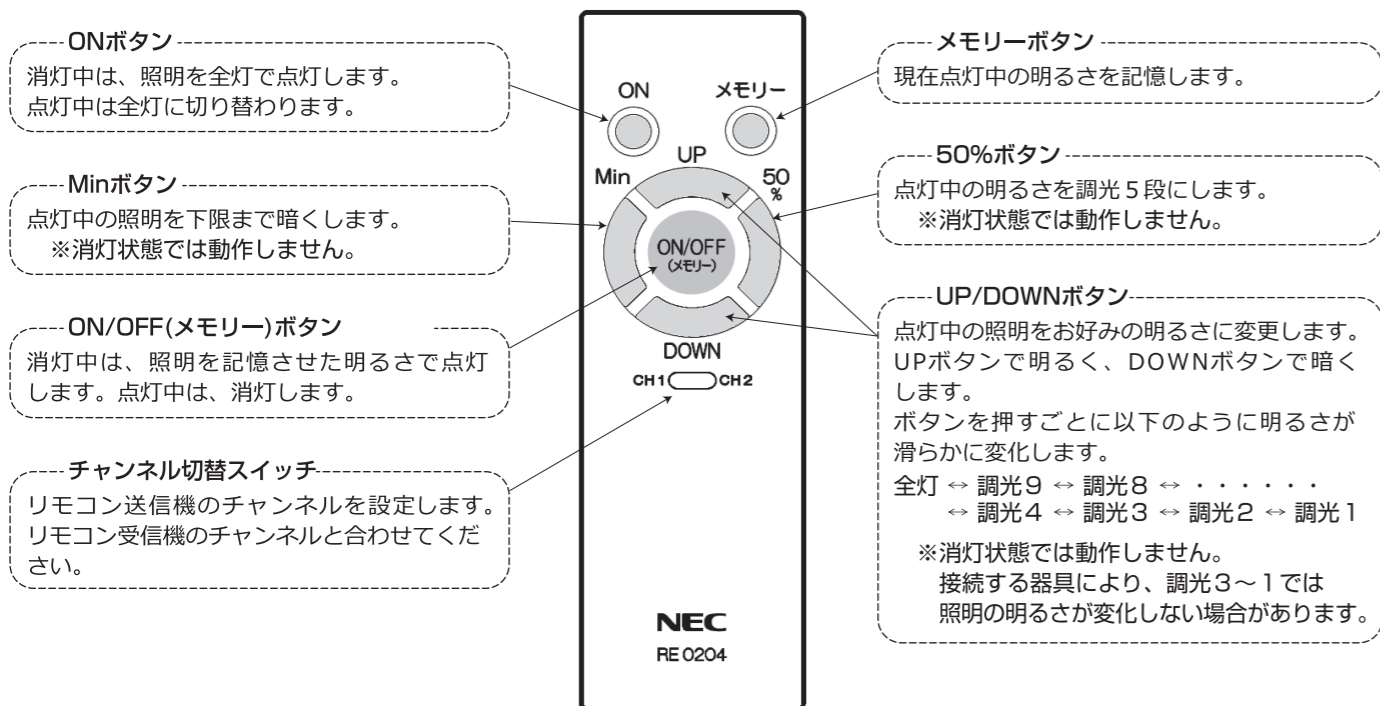 ONボタン
消灯中は、照明を全灯で点灯します。
点灯中は全灯に切り替わります。
Minボタン
点灯中の照明を下限まで暗くします。
※消灯状態では動作しません。
ON/OFF(メモリー)ボタン
消灯中は、照明を記憶させた明るさで点灯
します。点灯中は、消灯します。
チャンネル切替スイッチ
リモコン送信機のチャンネルを設定します。
リモコン受信機のチャンネルと合わせてくだ
さい。
ON メモリー
UP
Min 50
%
ON/OFF
(メモリー)
DOWN
CH1 CH2
NEC
RE0204
メモリーボタン
現在点灯中の明るさを記憶します。
50%ボタン
点灯中の明るさを調光5段にします。
※消灯状態では動作しません。
UP/DOWNボタン
点灯中の照明をお好みの明るさに変更します。
UPボタンで明るく、DOWNボタンで暗く
します。
ボタンを押すごとに以下のように明るさが
滑らかに変化します。
全灯 ⇔ 調光9 ⇔ 調光8 ⇔ ・・・・・・
⇔ 調光4 ⇔ 調光3 ⇔ 調光2 ⇔ 調光1
※消灯状態では動作しません。
接続する器具により、調光3～1では
照明の明るさが変化しない場合があります。